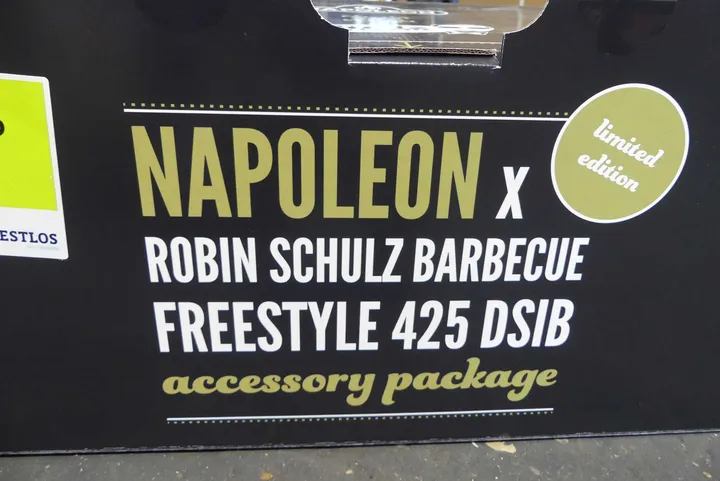 NAPOLEON X
ROBIN SCHULZ BARBECUE
FREESTYLE 425 DSIB
accessory package
limited
edition
ESTLOS